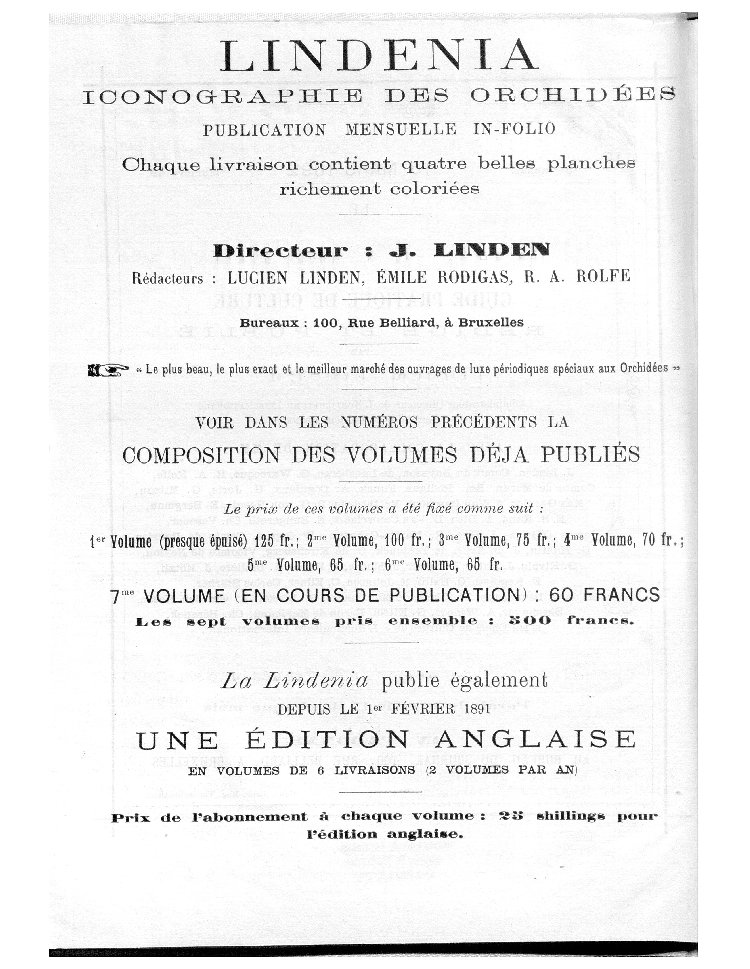 LINDENIA
ICONOGRAPHIE DES ORCHIDÉES
PUBLICATION MENSUELLE IN-FOLIO
Chaque livraison contient quatre belles planches
richement coloriées
Directeur : J. LINDEN
Rédacteurs : LUCIEN LINDEN, ÉMILE RODIGAS, R. A. ROLFE
Bureaux : 100, Rue Belliard, à Bruxelles
« Le plus beau, le plus exact et le meilleur marché des ouvrages de luxe périodiques spéciaux aux Orchidées »
VOIR DANS LES NUMÉROS PRÉCÉDENTS LA
COMPOSITION DES VOLUMES DÉJA PUBLIÉS
Le prix de ces volumes a été fixé comme suit :
1er Volume (presque épuisé) 125 fr.; 2me Volume, 100 fr.; 3me Volume, 75 fr.; 4me Volume, 70 fr.;
5me Volume, 65 fr.; 6me Volume, 65 fr.
7me VOLUME (EN COURS DE PUBLICATION) : 60 FRANCS
Les sept volumes pris ensemble : 500 francs.
La Lindenia publie également
DEPUIS LE 1er FÉVRIER 1891
UNE ÉDITION ANGLAISE
EN VOLUMES DE 6 LIVRAISONS (2 VOLUMES PAR AN)
Prix de l'abonnement à chaque volume : 25 shillings pour
l'édition anglaise.